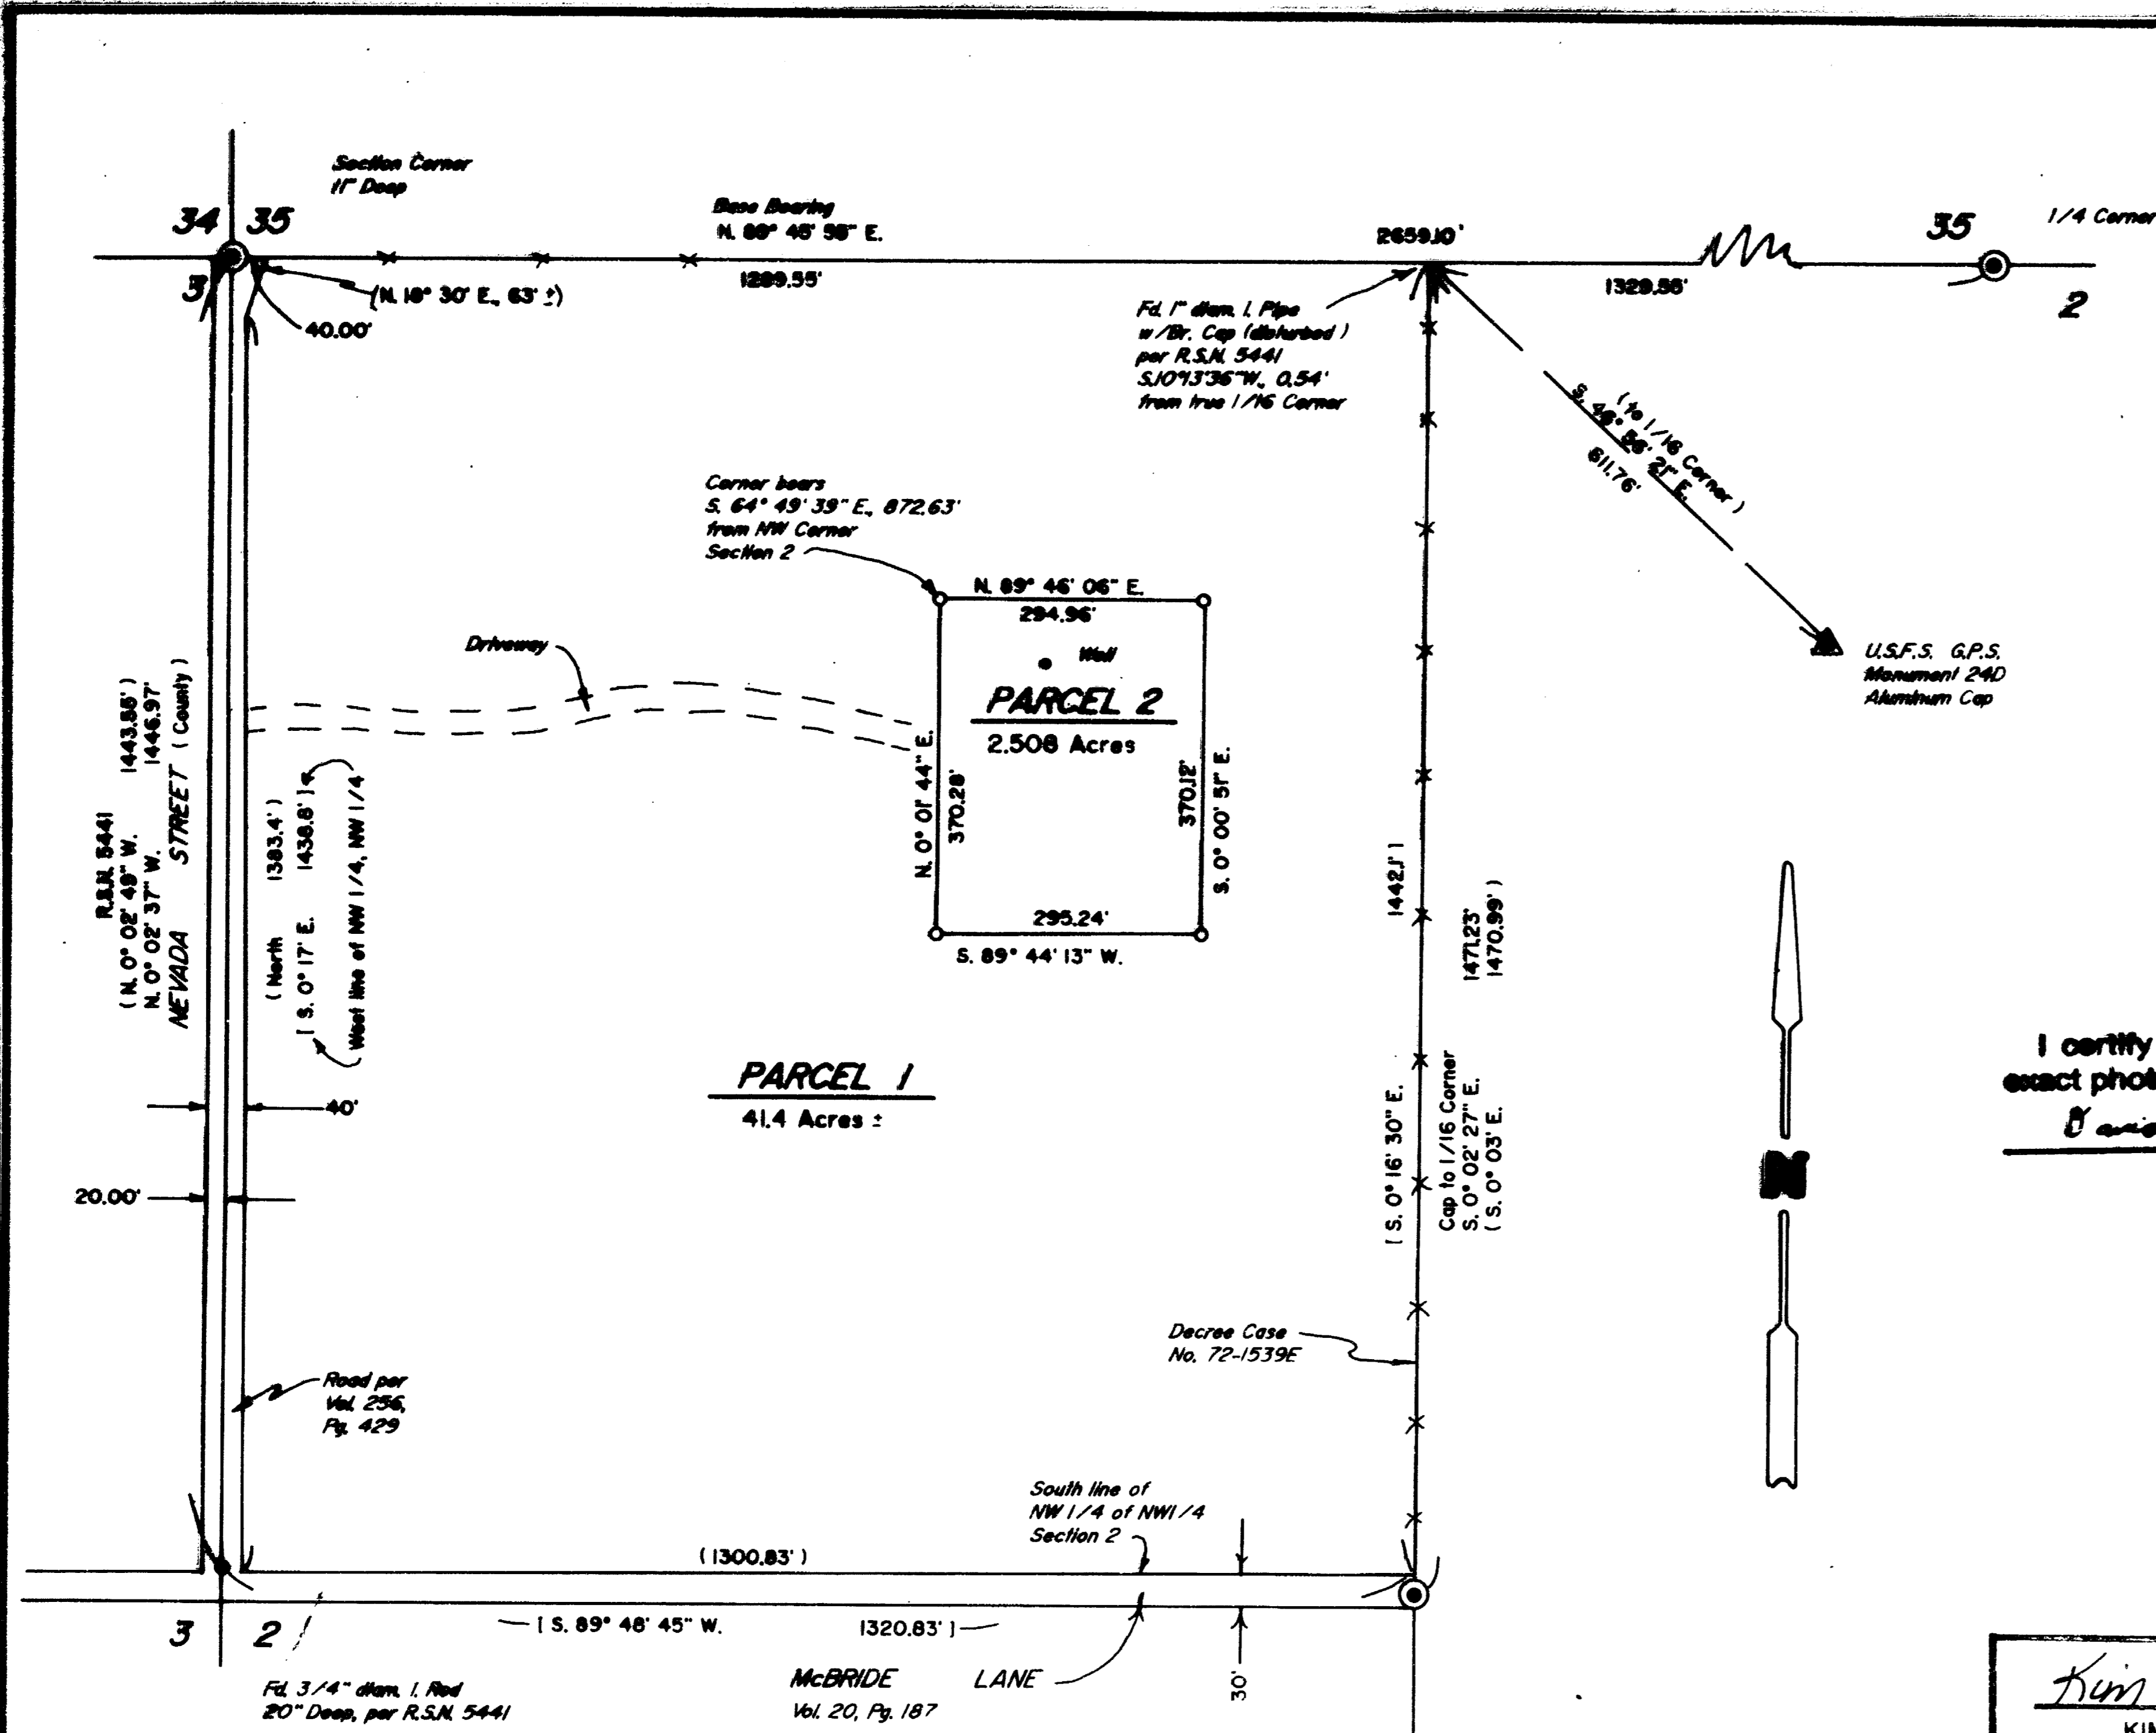 Section Corner
11" Deep
34 35
3
Base Bearing
N. 89° 45' 55" E.
1289.55'
2659.10'
1329.55'
35
1/4 Corner
2
(N. 18° 30' E., 63' ±)
40.00'
Fd. 1" diam. I. Pipe
w/Br. Cap (disturbed)
per R.S.N. 5441
0.54'
from true 1/16 Corner
(to 1/16 Corner)
S. 46° 56' 21" E.
611.76'
U.S.F.S. G.P.S.
Monument 24D
Aluminum Cap
Corner bears
S. 64° 49' 39" E., 872.63'
from NW Corner
Section 2
N. 89° 46' 06" E.
294.96'
Well
PARCEL 2
2.508 Acres
N. 0° 01' 44" E.
370.28'
370.12'
S. 0° 00' 51" E.
295.24'
S. 89° 44' 13" W.
Driveway
R.S.N. 5441
(N. 0° 02' 49" W. 1443.55')
N. 0° 02' 37" W. 1446.97'
NEVADA STREET (County)
(North 1383.4')
[S. 0° 17' E. 1438.8']
West line of NW 1/4, NW 1/4
PARCEL 1
41.4 Acres ±
40'
20.00'
[S. 0° 16' 30" E. 1442.1']
Cap to 1/16 Corner
S. 0° 02' 27" E. 1471.23'
(S. 0° 03' E. 1470.99')
I certify
exact phot
Decree Case
No. 72-1539E
Road per
Vol. 256,
Pg. 429
South line of
NW 1/4 of NW1/4
Section 2
(1300.83')
[S. 89° 48' 45" W. 1320.83']
3 2
30'
McBRIDE LANE
Vol. 20, Pg. 187
Fd. 3/4" diam. I. Rod
20" Deep, per R.S.N. 5441
Kim